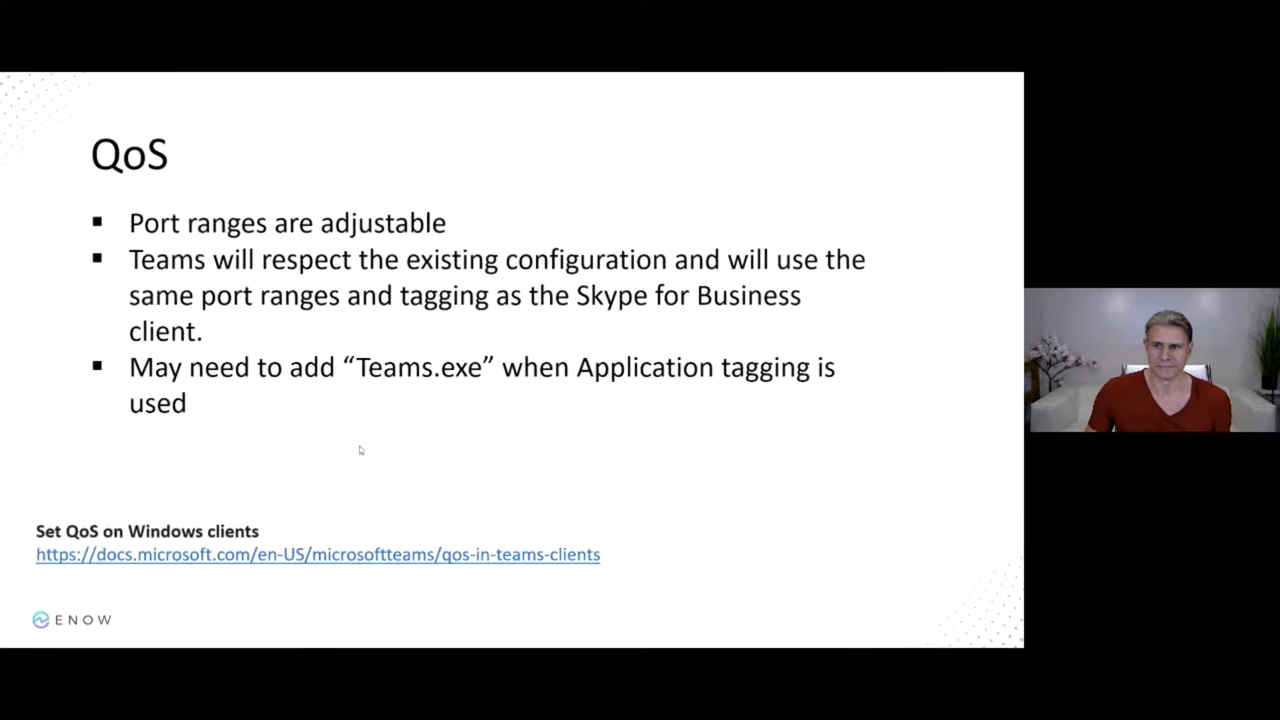 QoS
▪ Port ranges are adjustable
▪ Teams will respect the existing configuration and will use the
same port ranges and tagging as the Skype for Business
client.
▪ May need to add “Teams.exe” when Application tagging is
used
Set QoS on Windows clients
https://docs.microsoft.com/en-US/microsoftteams/qos-in-teams-clients
ENOW